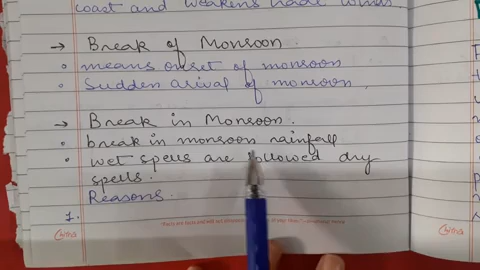 coast and weakens trade winds
→ Break of Monsoon.
• means onset of monsoon
• Sudden arival of monsoon.
→ Break in Monsoon.
• break in monsoon rainfall
• wet spells are followed dry
spells.
Reasons.
1.